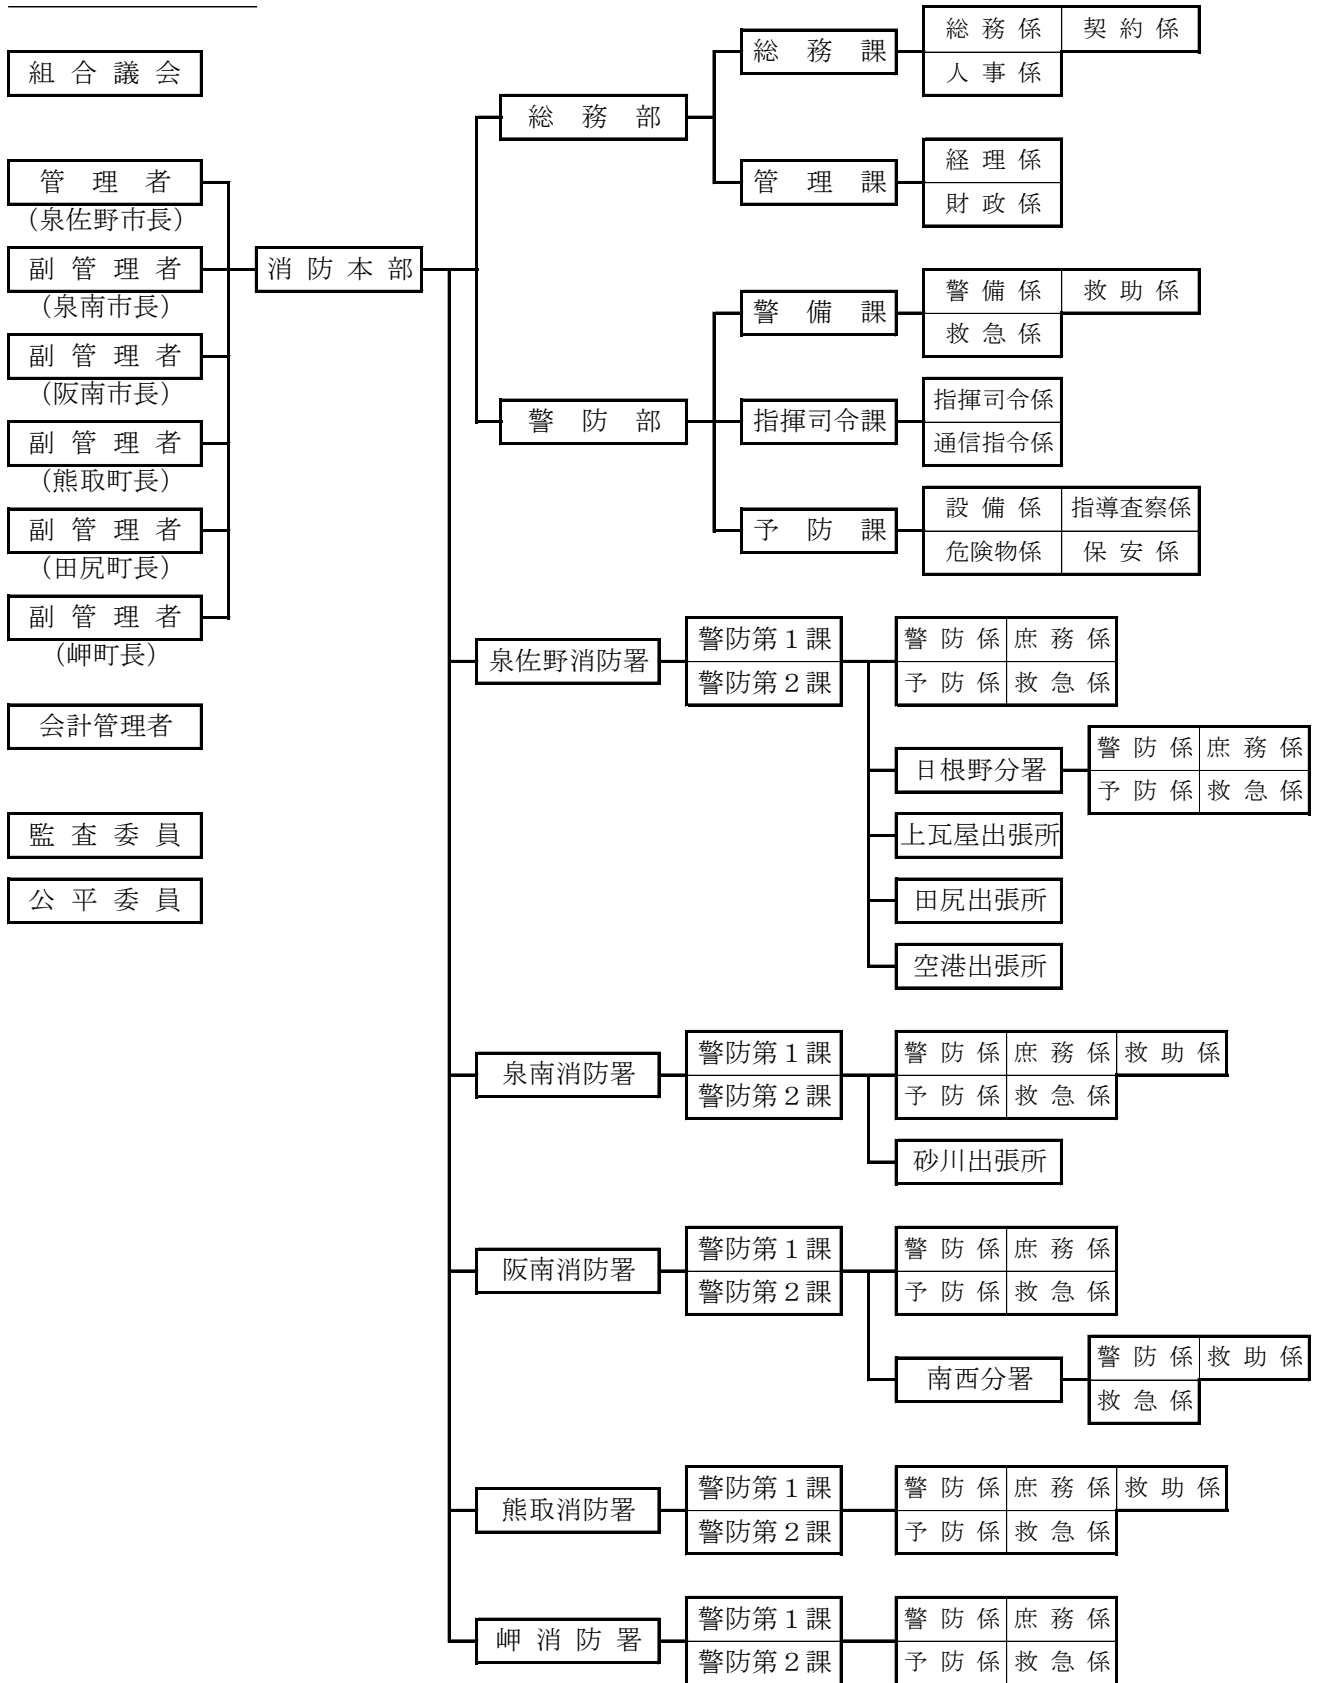 組合議会
管理者
(泉佐野市長)
副管理者
(泉南市長)
副管理者
(阪南市長)
副管理者
(熊取町長)
副管理者
(田尻町長)
副管理者
(岬町長)
会計管理者
監査委員
公平委員
消防本部
総務部
総務課
総務係 契約係
人事係
管理課
経理係
財政係
警防部
警備課
警備係 救助係
救急係
指揮司令課
指揮司令係
通信指令係
予防課
設備係 指導査察係
危険物係 保安係
泉佐野消防署
警防第1課
警防第2課
警防係 庶務係
予防係 救急係
日根野分署
警防係 庶務係
予防係 救急係
上瓦屋出張所
田尻出張所
空港出張所
泉南消防署
警防第1課
警防第2課
警防係 庶務係 救助係
予防係 救急係
砂川出張所
阪南消防署
警防第1課
警防第2課
警防係 庶務係
予防係 救急係
南西分署
警防係 救助係
救急係
熊取消防署
警防第1課
警防第2課
警防係 庶務係 救助係
予防係 救急係
岬消防署
警防第1課
警防第2課
警防係 庶務係
予防係 救急係